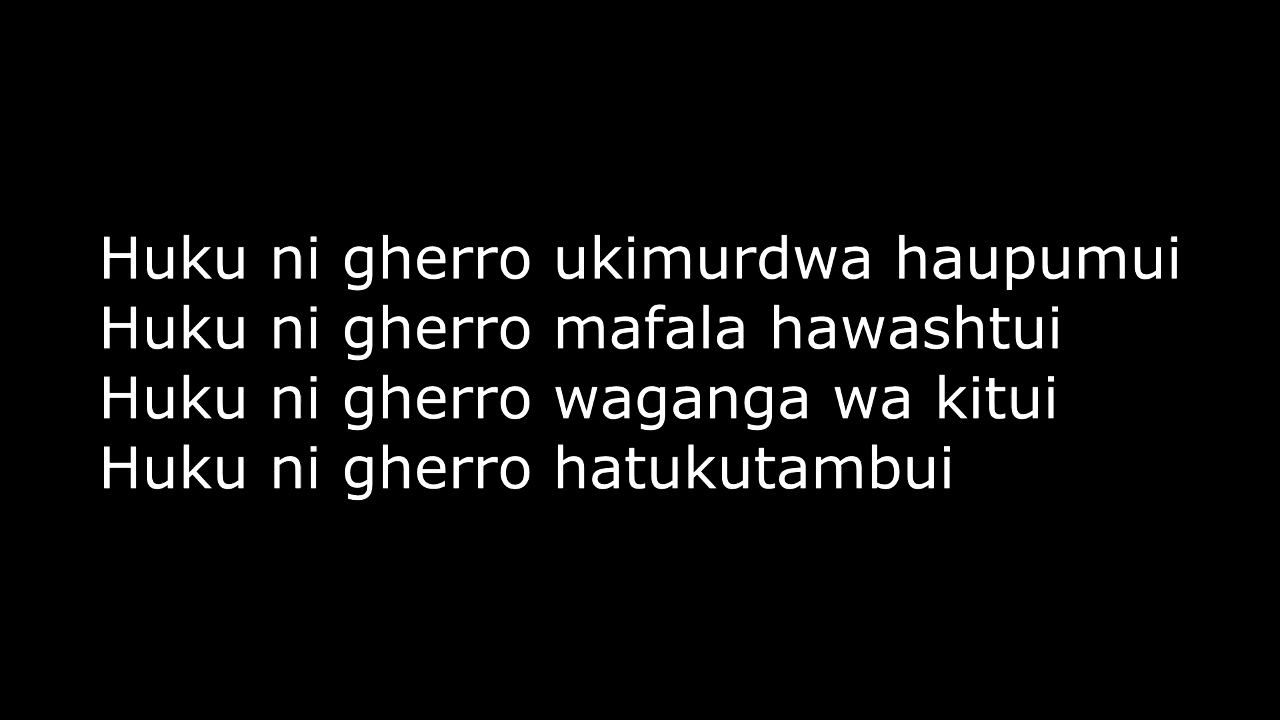 Huku ni gherro ukimurdwa haupumui
Huku ni gherro mafala hawashtui
Huku ni gherro waganga wa kitui
Huku ni gherro hatukutambui